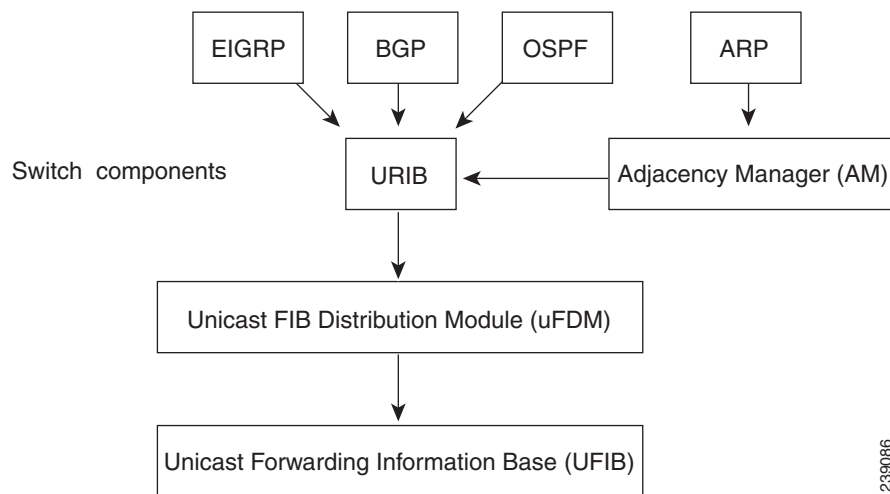 EIGRP
BGP
OSPF
ARP
Switch components
URIB
Adjacency Manager (AM)
Unicast FIB Distribution Module (uFDM)
Unicast Forwarding Information Base (UFIB)
239086